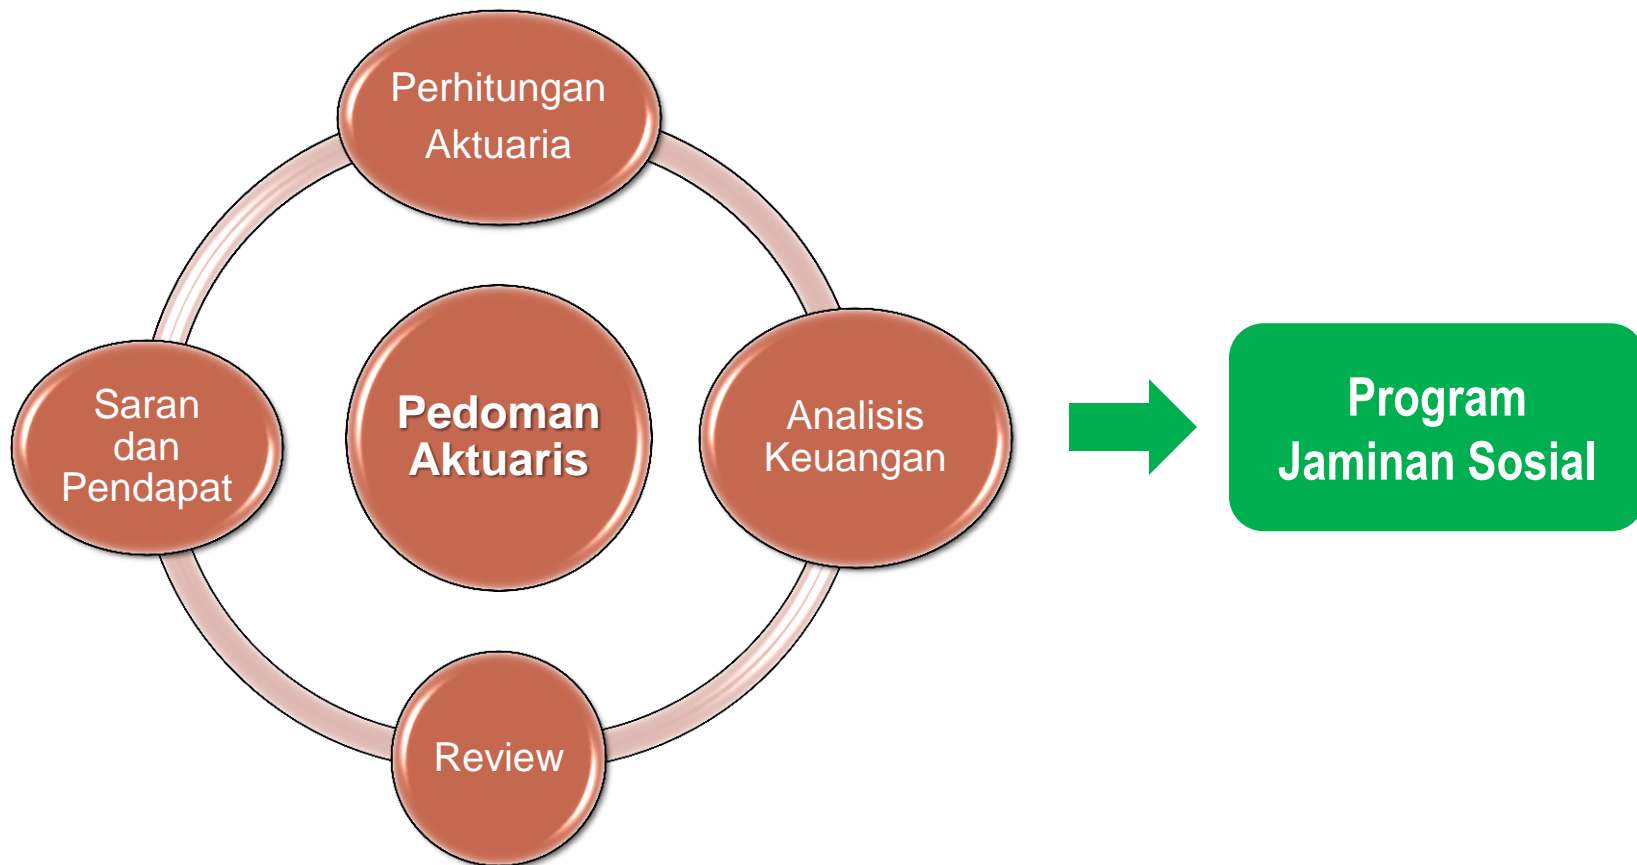 Perhitungan
Aktuaria
Saran
dan
Pendapat
Pedoman
Aktuaris
Analisis
Keuangan
Review
Program
Jaminan Sosial